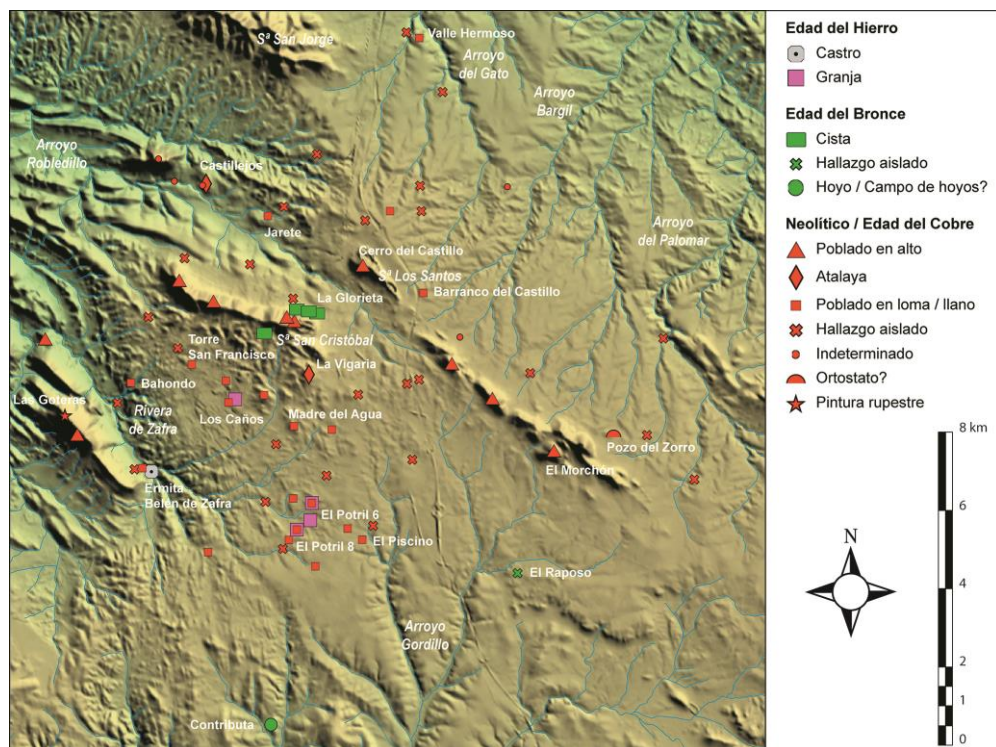 Sª San Jorge
Valle Hermoso
Arroyo
del Gato
Arroyo
Bargil
Arroyo
Robledillo
Castillejos
Jarete
Arroyo
del Palomar
Cerro del Castillo
Sª Los Santos
Barranco del Castillo
La Glorieta
Sª San Cristóbal
Torre
San Francisco
La Vigaria
Bahondo
Las Goteras
Rivera
de Zafra
Los Caños
Madre del Agua
Pozo del Zorro
El Morchón
Ermita
Belén de Zafra
El Potril 6
El Potril 8
El Piscino
El Raposo
Arroyo
Gordillo
Contributa
Edad del Hierro
Castro
Granja
Edad del Bronce
Cista
Hallazgo aislado
Hoyo / Campo de hoyos?
Neolítico / Edad del Cobre
Poblado en alto
Atalaya
Poblado en loma / llano
Hallazgo aislado
Indeterminado
Ortostato?
Pintura rupestre
8 km
6
4
2
1
0
N